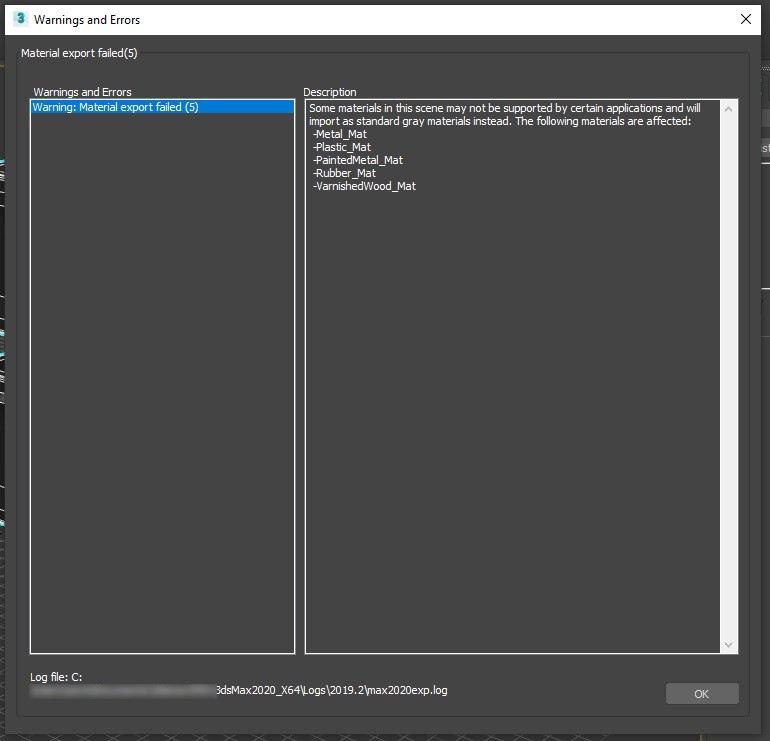 3 Warnings and Errors
Material export failed(5)
Warnings and Errors
Warning: Material export failed (5)
Description
Some materials in this scene may not be supported by certain applications and will
import as standard gray materials instead. The following materials are affected:
-Metal_Mat
-Plastic_Mat
-PaintedMetal_Mat
-Rubber_Mat
-VarnishedWood_Mat
Log file: C:
3dsMax2020_X64\Logs\2019.2\max2020exp.log
OK
st